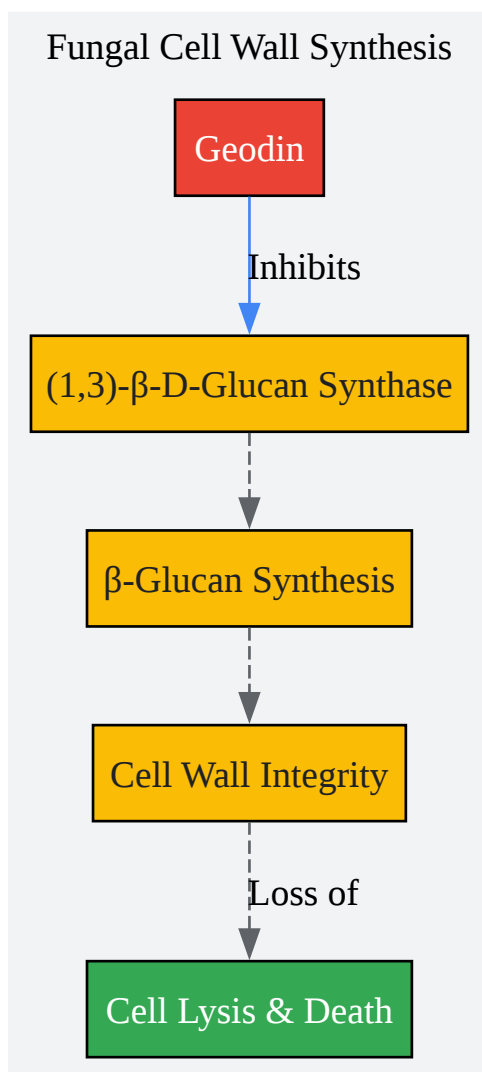 Fungal Cell Wall Synthesis
Geodin
Inhibits
(1,3)-β-D-Glucan Synthase
β-Glucan Synthesis
Cell Wall Integrity
Loss of
Cell Lysis & Death